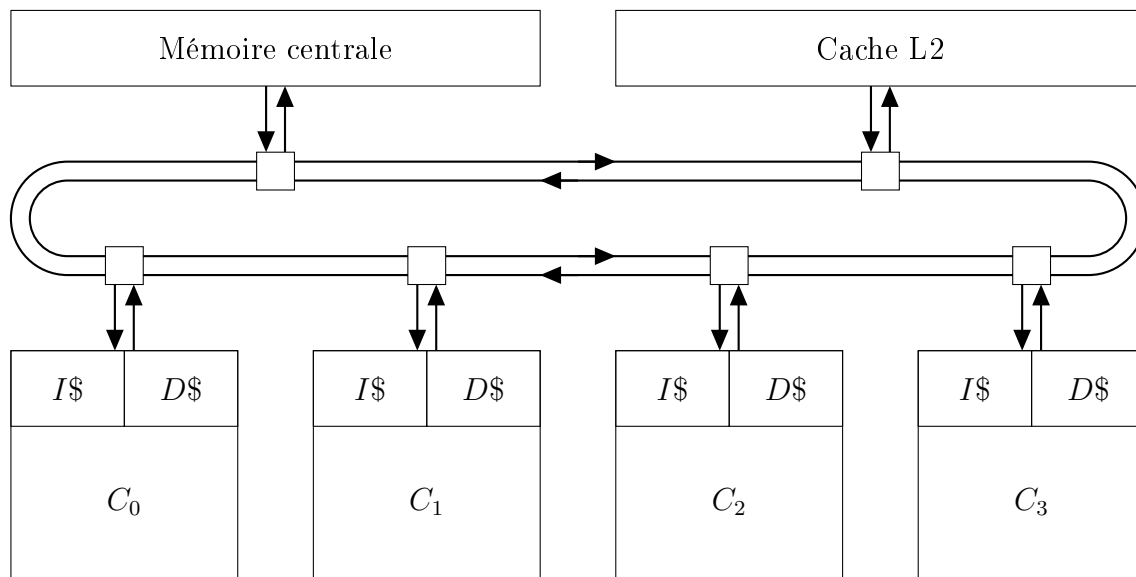 Mémoire centrale
Cache L2
I$ D$ I$ D$ I$ D$ I$ D$
C₀ C₁ C₂ C₃